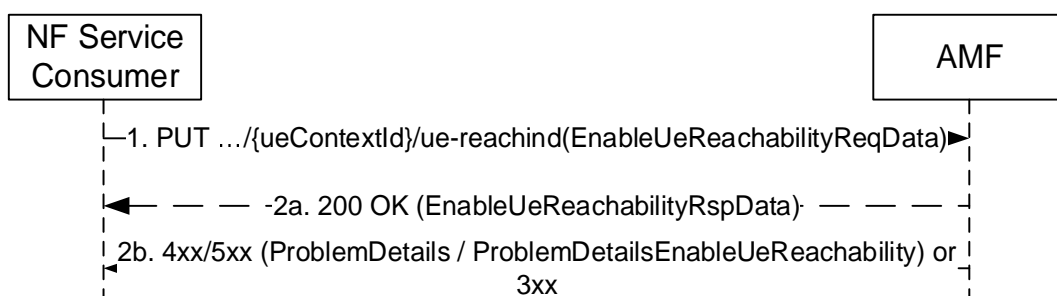 NF Service
Consumer
AMF
1. PUT …/{ueContextId}/ue-reachind(EnableUeReachabilityReqData)
2a. 200 OK (EnableUeReachabilityRspData)
2b. 4xx/5xx (ProblemDetails / ProblemDetailsEnableUeReachability) or
3xx